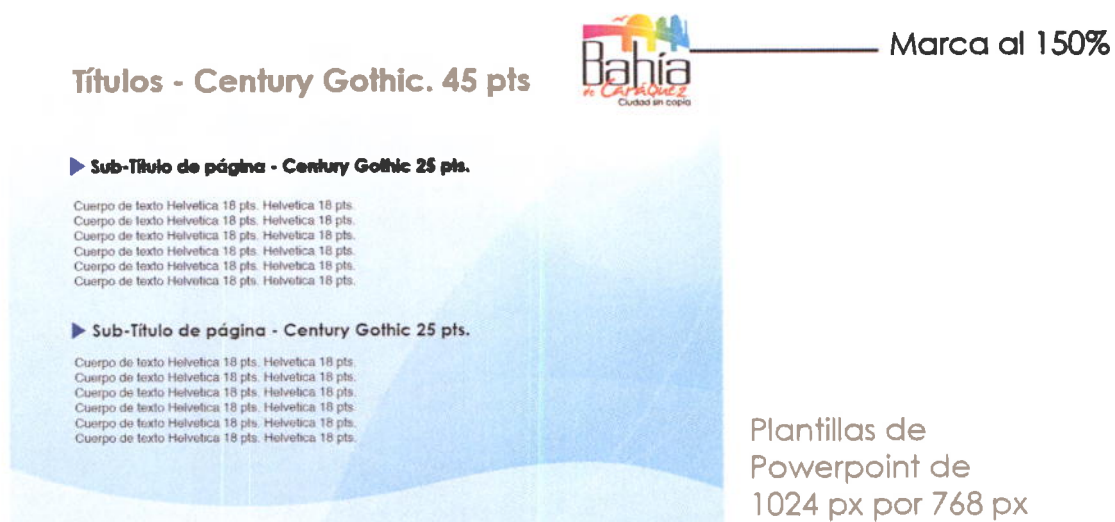 Marca al 150%
Bahía
de Caráquez
Ciudad sin copia
Títulos - Century Gothic. 45 pts
Sub-Título de página - Century Gothic 25 pts.
Cuerpo de texto Helvetica 18 pts. Helvetica 18 pts.
Cuerpo de texto Helvetica 18 pts. Helvetica 18 pts.
Cuerpo de texto Helvetica 18 pts. Helvetica 18 pts.
Cuerpo de texto Helvetica 18 pts. Helvetica 18 pts.
Cuerpo de texto Helvetica 18 pts. Helvetica 18 pts.
Cuerpo de texto Helvetica 18 pts. Helvetica 18 pts.
Sub-Título de página - Century Gothic 25 pts.
Cuerpo de texto Helvetica 18 pts. Helvetica 18 pts.
Cuerpo de texto Helvetica 18 pts. Helvetica 18 pts.
Cuerpo de texto Helvetica 18 pts. Helvetica 18 pts.
Cuerpo de texto Helvetica 18 pts. Helvetica 18 pts
Cuerpo de texto Helvetica 18 pts. Helvetica 18 pts.
Cuerpo de texto Helvetica 18 pts. Helvetica 18 pts.
Plantillas de
Powerpoint de
1024 px por 768 px